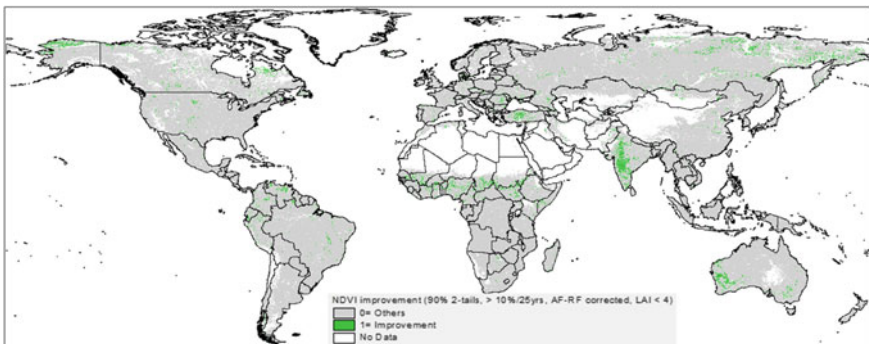 NDVI improvement (90% 2-tails, > 10%/25yrs, AF-RF corrected, LAI < 4)
0= Others
1= Improvement
No Data